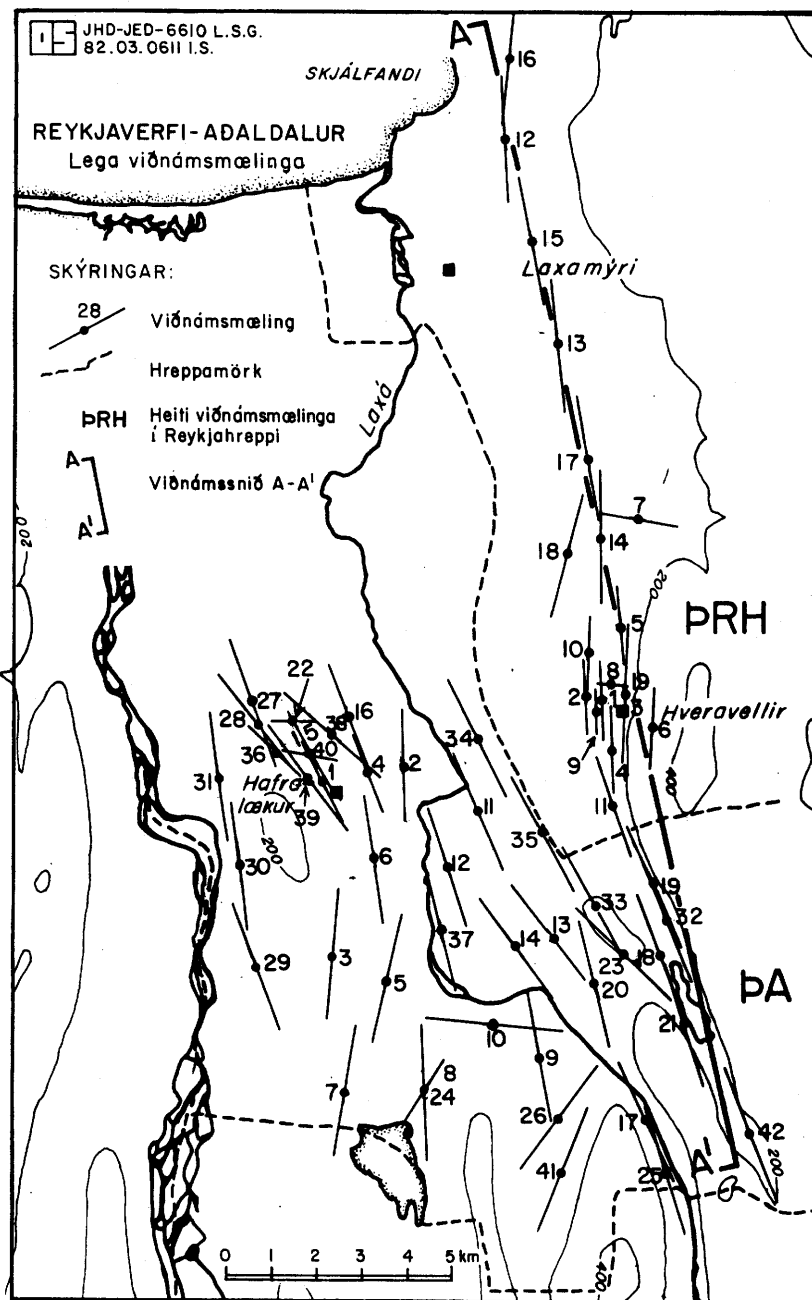 JHD-JED-6610 L.S.G.
82.03.0611 I.S.
SKJÁLFANDI
REYKJAVERFI-AÐALDALUR
Lega viðnámsmælinga
SKÝRINGAR:
28
Viðnámsmæling
Hreppamörk
ÞRH
Heiti viðnámsmælinga
í Reykjahreppi
A
Viðnámssnið A-A'
A'
A
16
12
15
Laxamýri
13
Laxá
17
7
14
18
200
200
5
ÞRH
10
8
19
2
1
3
Hveravellir
6
9
4
400
11
22
27
16
28
5
38
36
40
4
2
34
31
1
Hafra
lækur
39
200
11
35
30
6
12
19
33
32
37
14
13
18
23
29
3
5
20
ÞA
21
10
9
8
7
24
26
17
42
41
25
A'
200
400
0 1 2 3 4 5 km